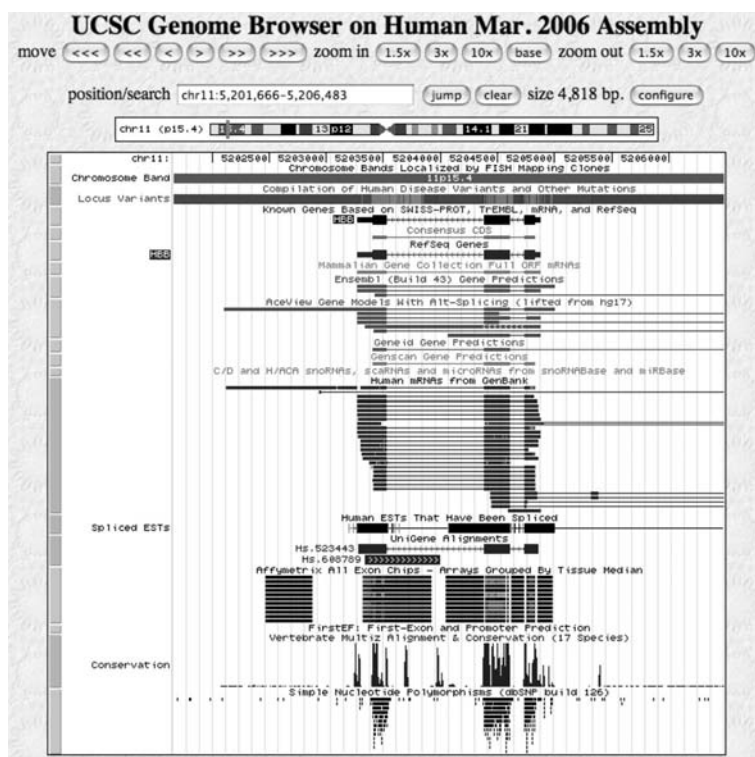 UCSC Genome Browser on Human Mar. 2006 Assembly
move <<< << < > >> >>> zoom in 1.5x 3x 10x base zoom out 1.5x 3x 10x
position/search chr11:5,201,666-5,206,483 jump clear size 4,818 bp. configure
chr11 (p15.4) 15.4 13 p12 14.1 21 25
chr11: 5202500 5203000 5203500 5204000 5204500 5205000 5205500 5206000
Chromosome Bands Localized by FISH Mapping Clones
Chromosome Band 11p15.4
Compilation of Human Disease Variants and Other Mutations
Locus Variants
Known Genes Based on SWISS-PROT, TrEMBL, mRNA, and RefSeq
HBB
Consensus CDS
RefSeq Genes
HBB
Mammalian Gene Collection Full ORF mRNAs
Ensembl (Build 43) Gene Predictions
AceView Gene Models With Alt-Splicing (lifted from hg17)
Geneid Gene Predictions
Genscan Gene Predictions
C/D and H/ACA snoRNAs, scaRNAs and microRNAs from snoRNABase and miRBase
Human mRNAs from GenBank
Human ESTs That Have Been Spliced
Spliced ESTs
UniGene Alignments
Hs.523443
Hs.608789
Affymetrix All Exon Chips - Arrays Grouped By Tissue Median
FirstEF: First-Exon and Promoter Prediction
Vertebrate Multiz Alignment & Conservation (17 Species)
Conservation
Simple Nucleotide Polymorphisms (dbSNP build 126)